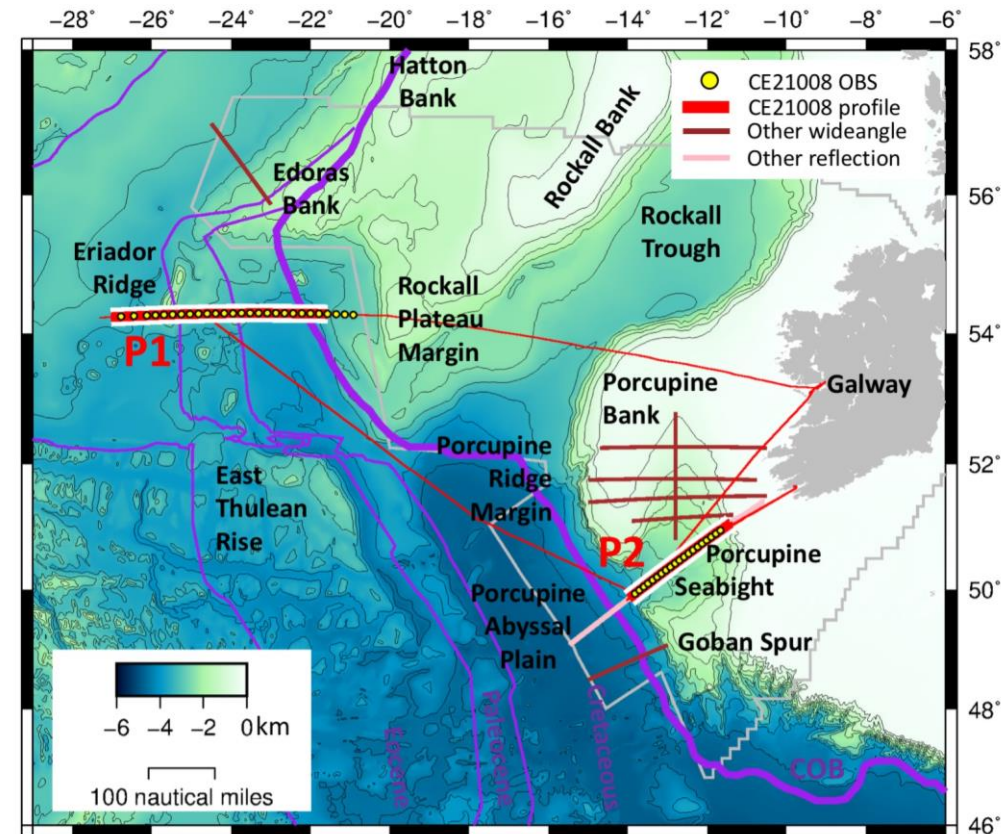 −28° −26° −24° −22° −20° −18° −16° −14° −12° −10° −8° −6°
58°
56°
54°
52°
50°
48°
46°
Hatton
Bank
Rockall Bank
CE21008 OBS
CE21008 profile
Other wideangle
Other reflection
Edoras
Bank
Rockall
Trough
Eriador
Ridge
Rockall
Plateau
Margin
P1
Porcupine
Bank
Galway
Porcupine
Ridge
Margin
East
Thulean
Rise
P2
Porcupine
Seabight
Porcupine
Abyssal
Plain
Goban Spur
Eocene
Paleocene
Cretaceous
COB
−6 −4 −2 0 km
100 nautical miles